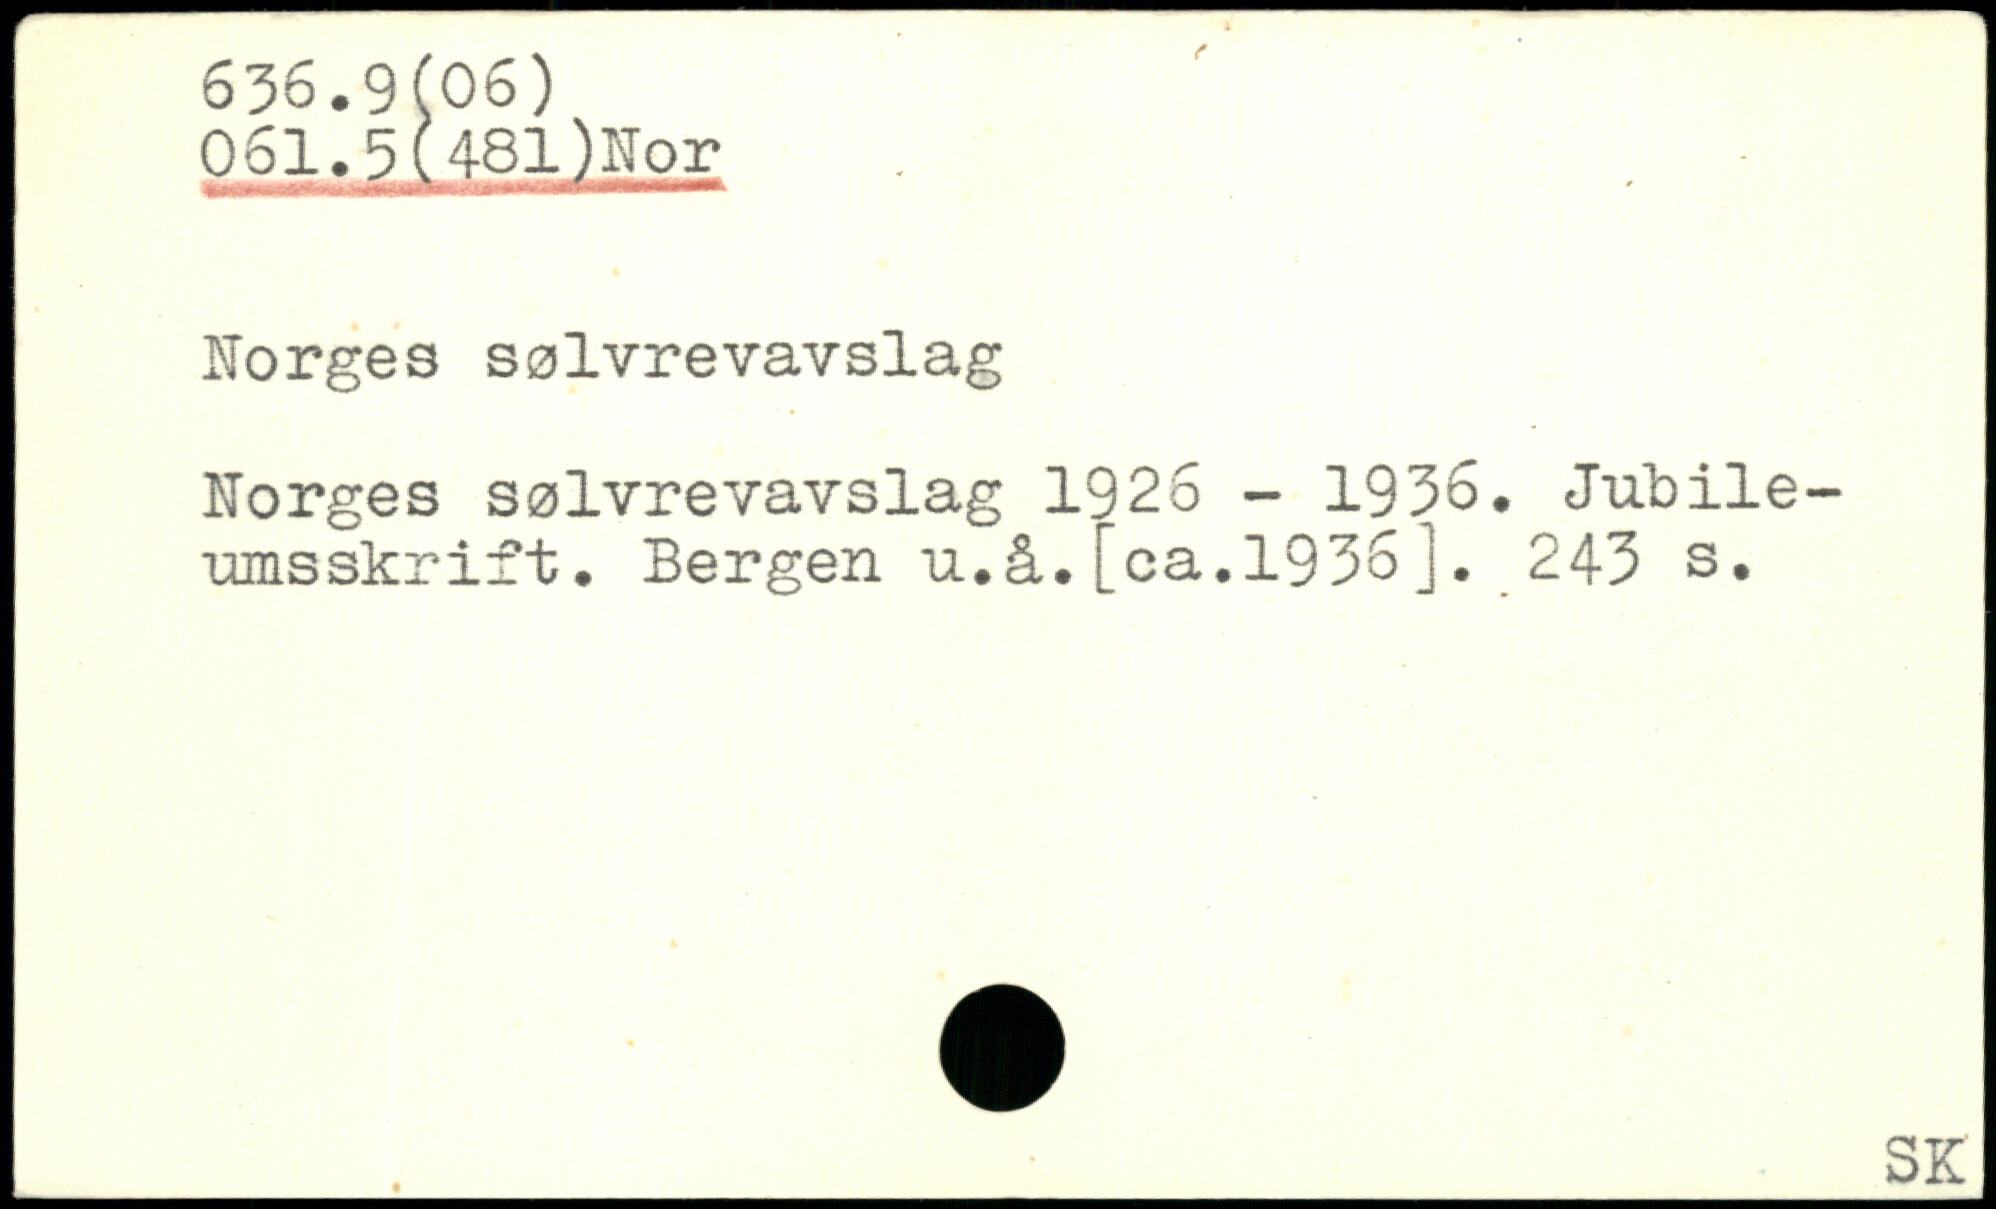 636.9(06)
061.5(481)Nor
Norges sølvrevavslag
Norges sølvrevavslag 1926 - 1936. Jubile-
umsskrift. Bergen u.å.[ca.1936]. 243 s.
SK